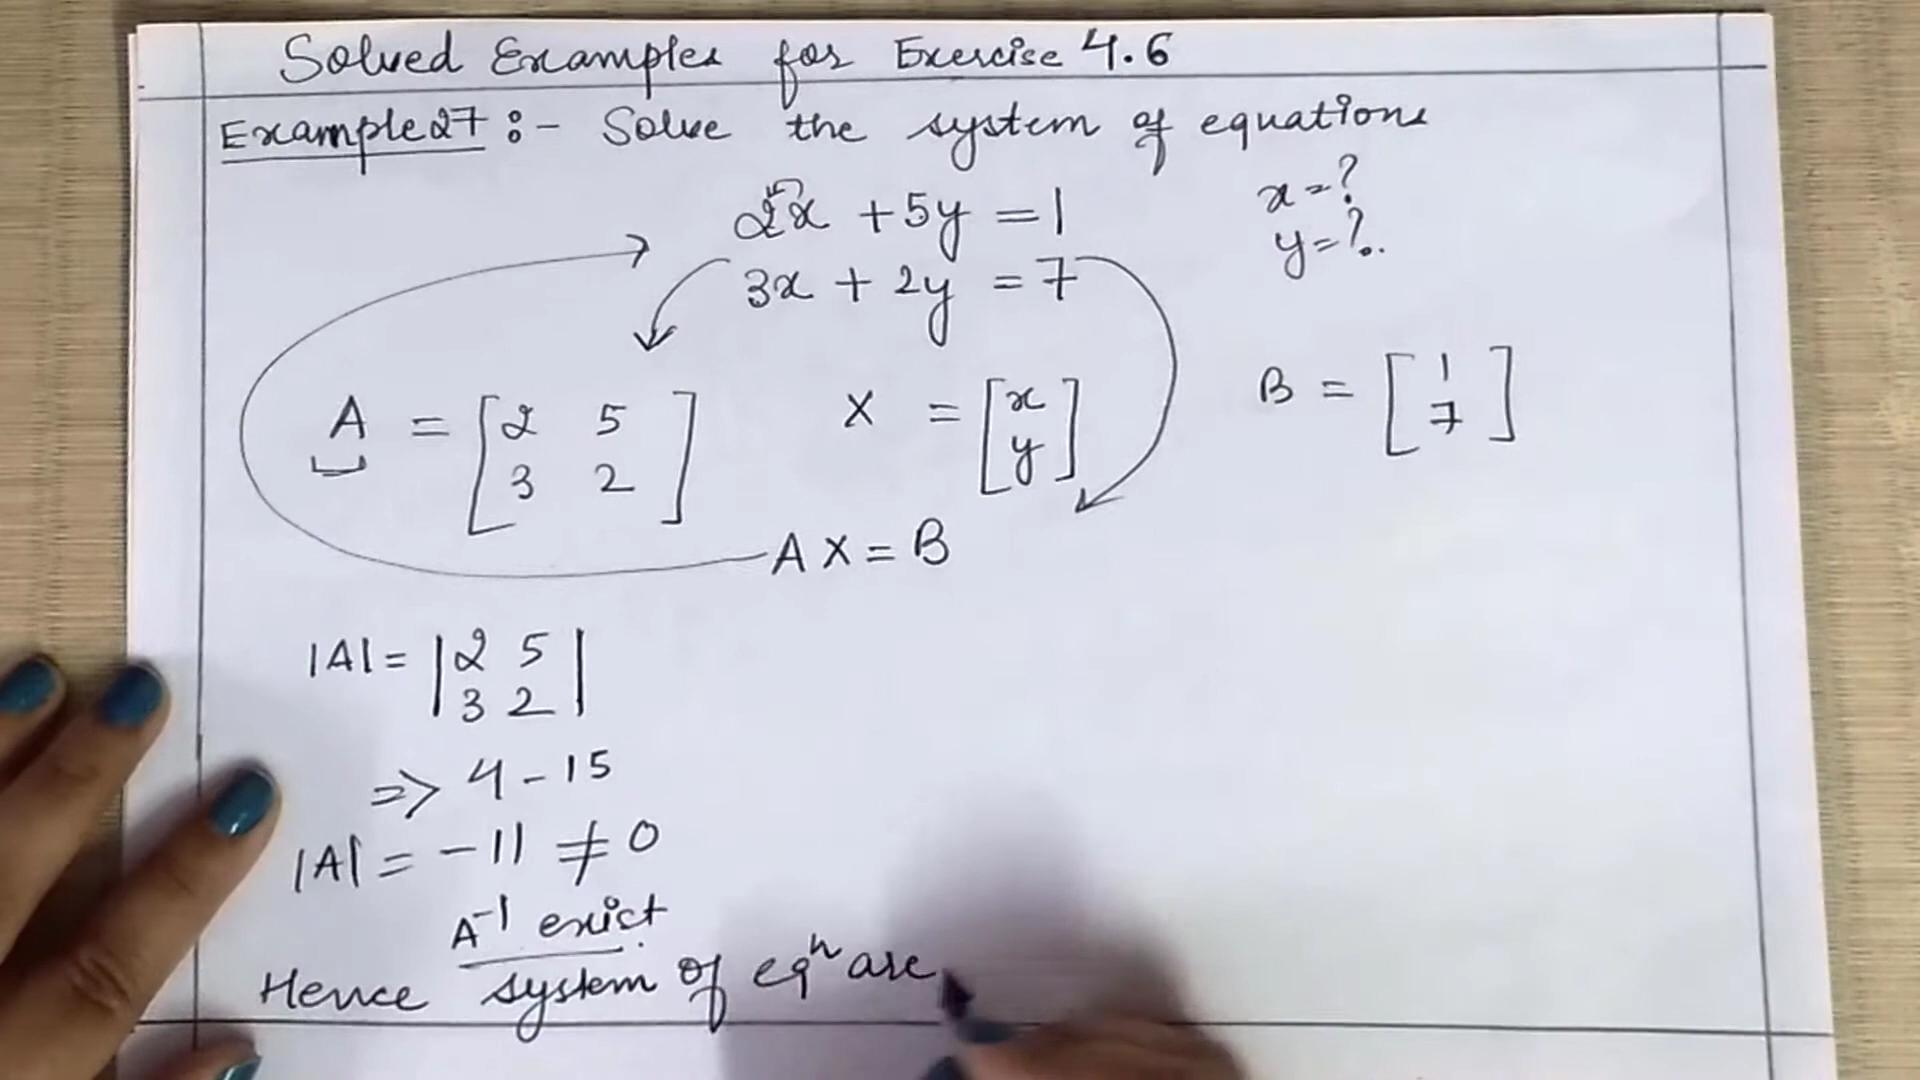 Solved Examples for Exercise 4.6
Example 27 :- Solve the system of equations
2x + 5y = 1
3x + 2y = 7
x = ?
y = ?.
A = [2 5
3 2]
X = [x
y]
B = [1
7]
AX = B
|A| = |2 5
3 2|
=> 4 - 15
|A| = -11 ≠ 0
A⁻¹ exist
Hence system of eqⁿ are